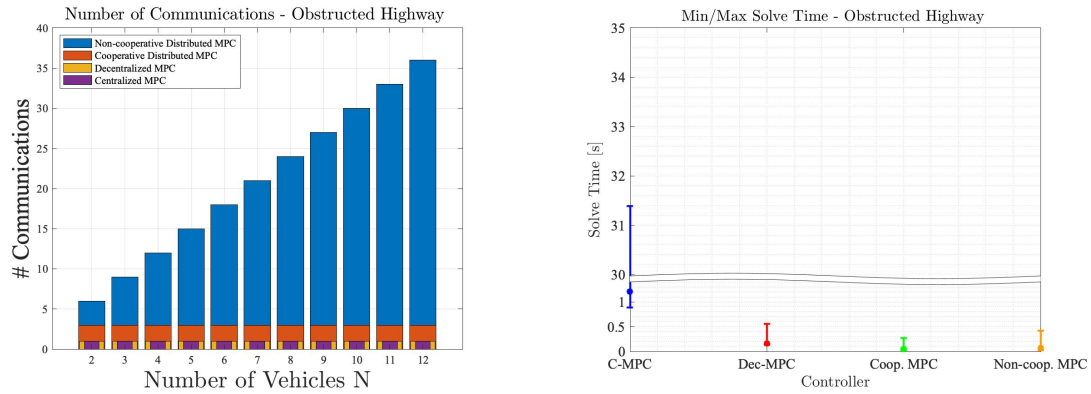 Number of Communications - Obstructed Highway
40
35
30
25
20
15
10
5
0
# Communications
Non-cooperative Distributed MPC
Cooperative Distributed MPC
Decentralized MPC
Centralized MPC
2 3 4 5 6 7 8 9 10 11 12
Number of Vehicles N
Min/Max Solve Time - Obstructed Highway
35
34
33
32
31
30
1
0.5
0
Solve Time [s]
C-MPC Dec-MPC Coop. MPC Non-coop. MPC
Controller